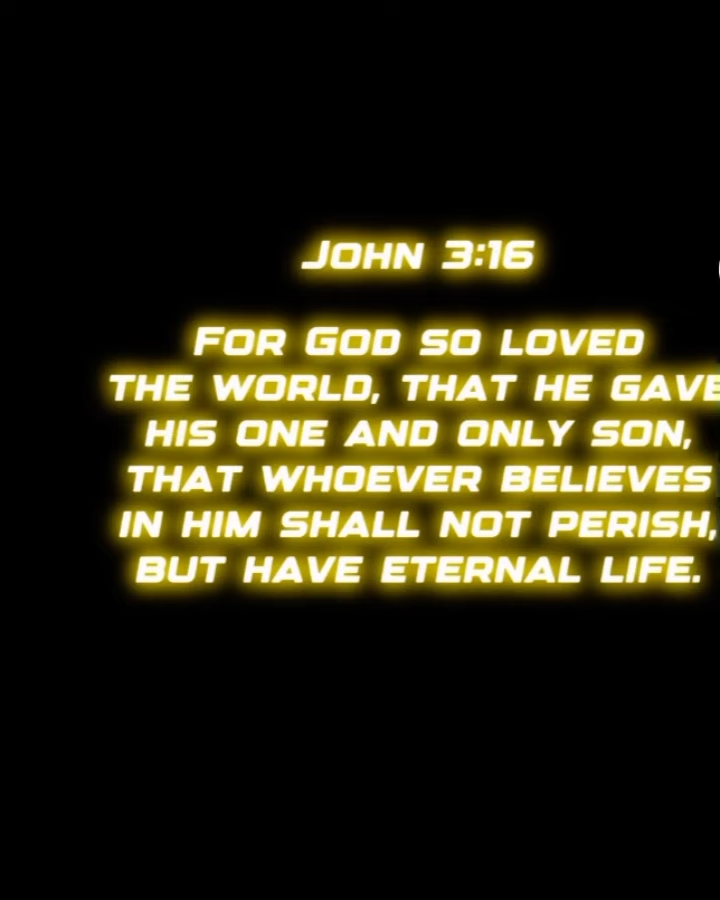 John 3:16
For God so loved
the world, that he gave
his one and only Son,
that whoever believes
in him shall not perish,
but have eternal life.